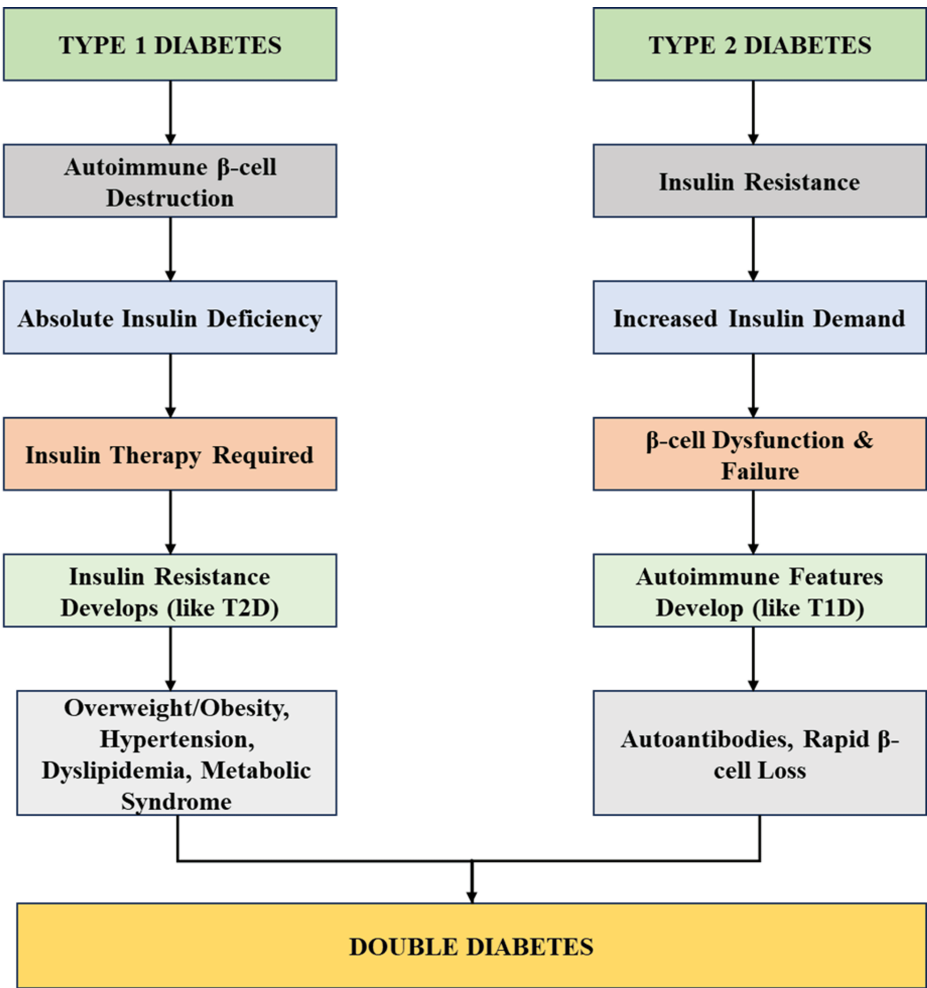 TYPE 1 DIABETES
TYPE 2 DIABETES
Autoimmune β-cell
Destruction
Insulin Resistance
Absolute Insulin Deficiency
Increased Insulin Demand
Insulin Therapy Required
β-cell Dysfunction &
Failure
Insulin Resistance
Develops (like T2D)
Autoimmune Features
Develop (like T1D)
Overweight/Obesity,
Hypertension,
Dyslipidemia, Metabolic
Syndrome
Autoantibodies, Rapid β-
cell Loss
DOUBLE DIABETES